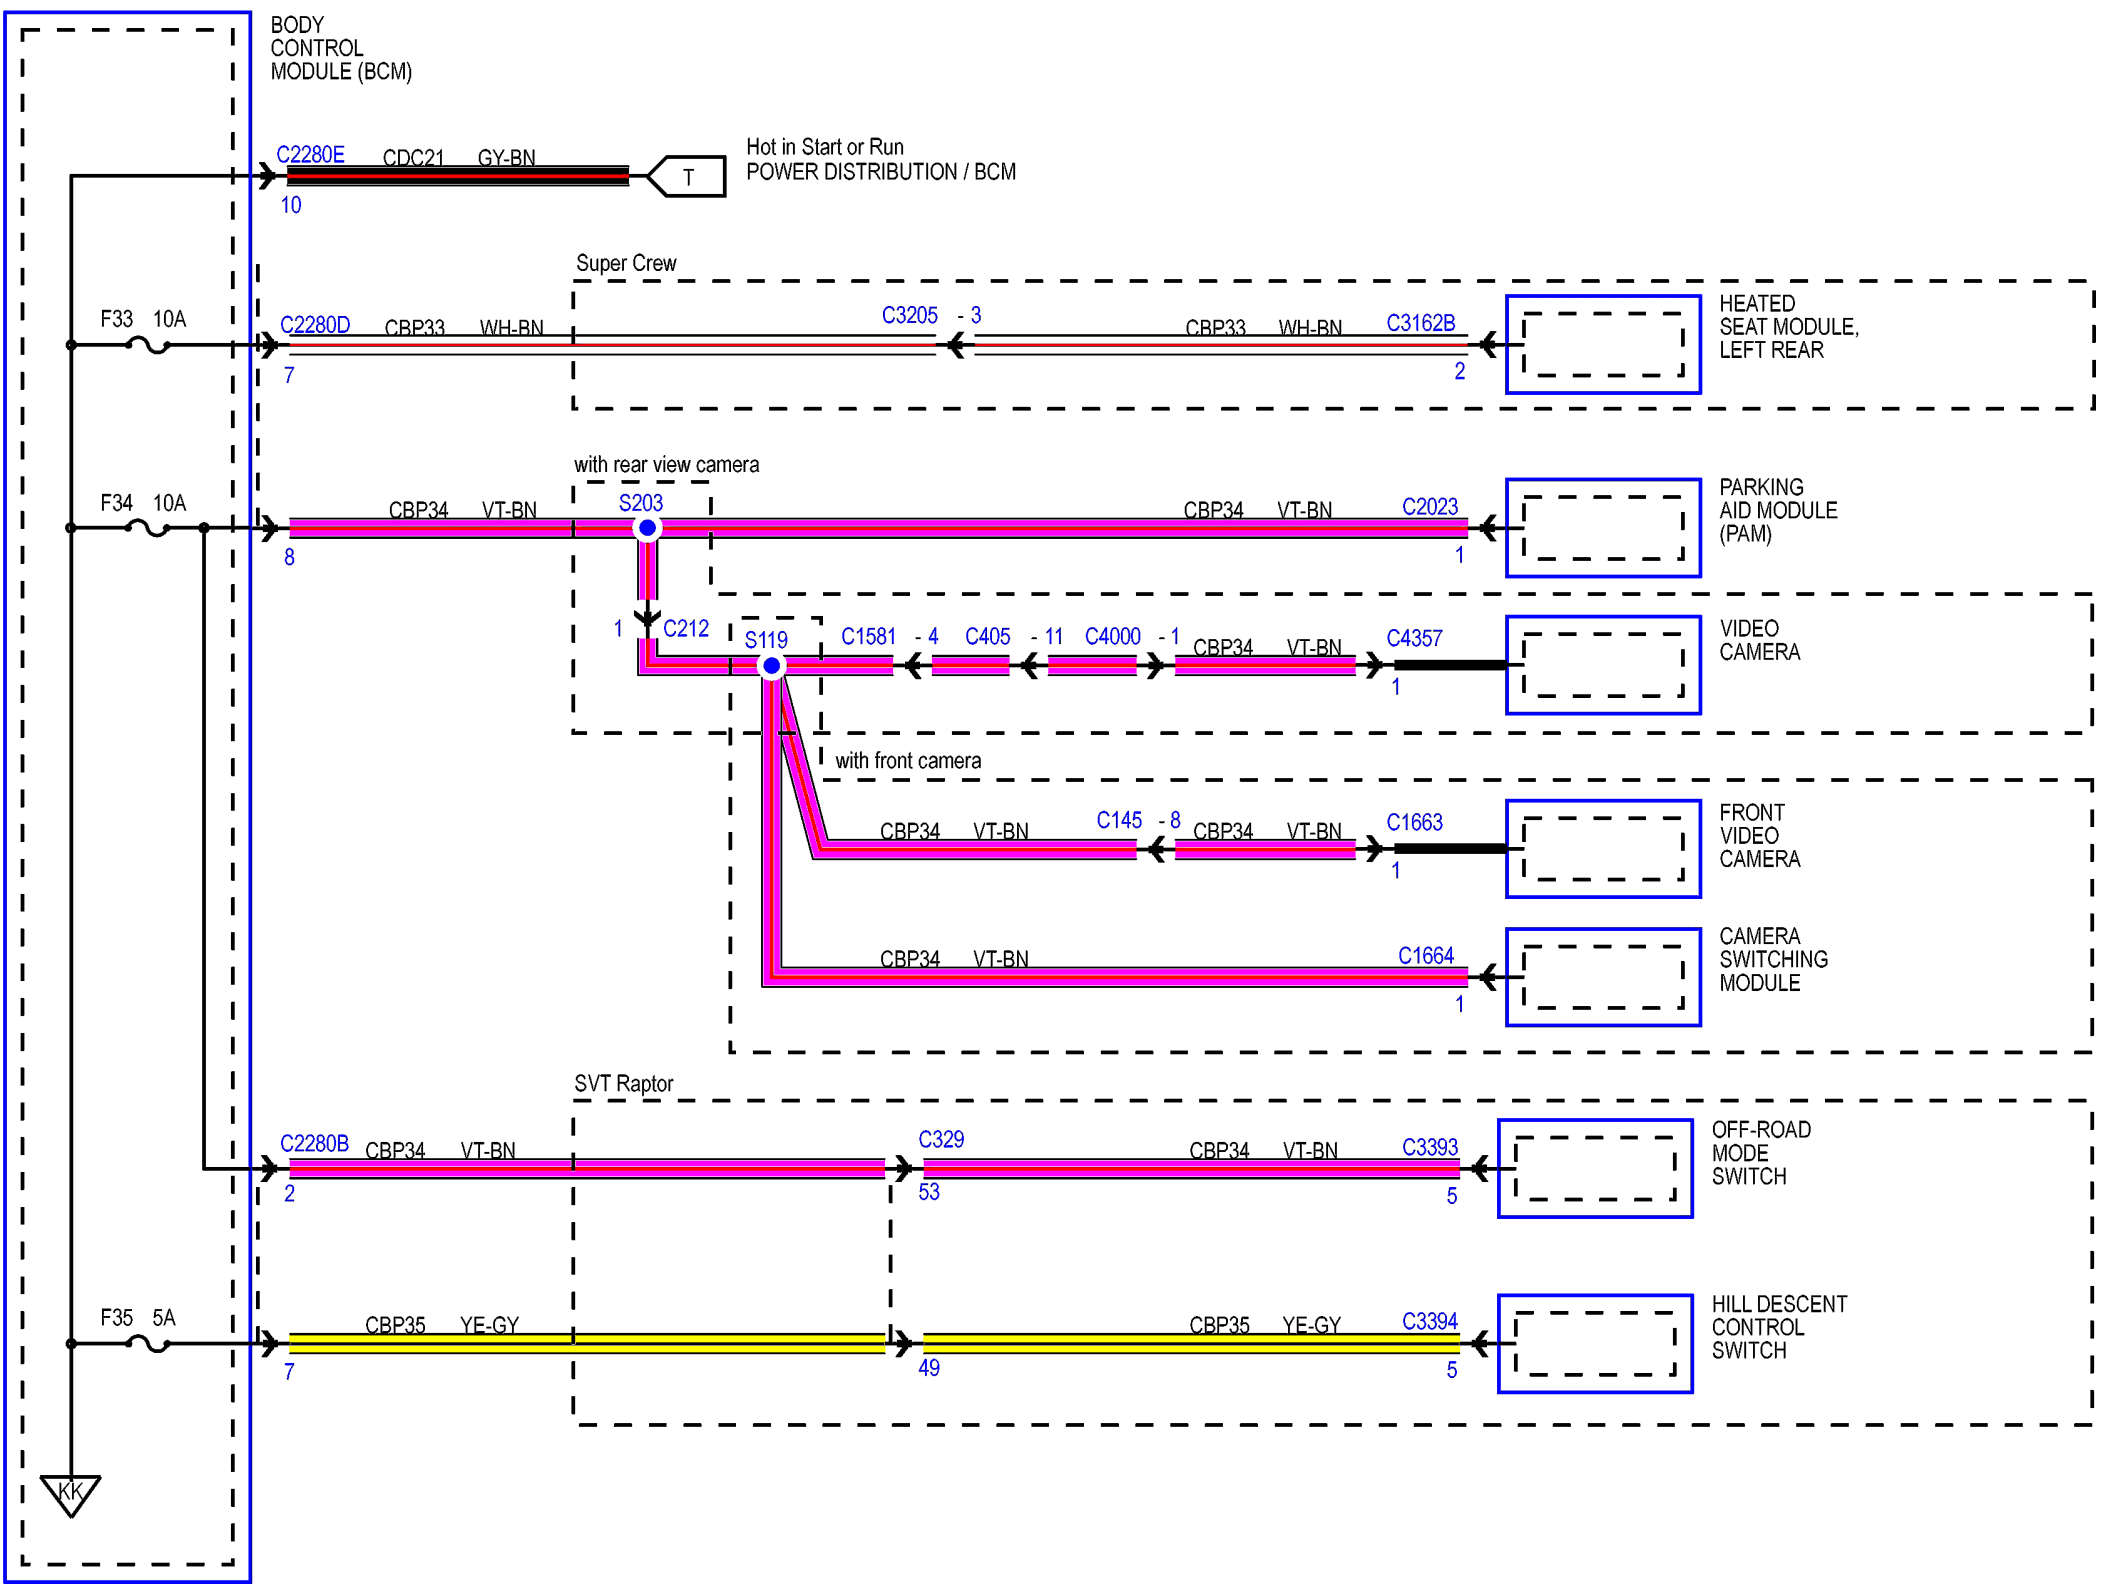 BODY
CONTROL
MODULE (BCM)
C2280E CDC21 GY-BN
10
T
Hot in Start or Run
POWER DISTRIBUTION / BCM
Super Crew
F33 10A
C2280D CBP33 WH-BN C3205 - 3 CBP33 WH-BN C3162B
7
2
HEATED
SEAT MODULE,
LEFT REAR
with rear view camera
F34 10A
CBP34 VT-BN S203 CBP34 VT-BN C2023
8
1
PARKING
AID MODULE
(PAM)
1 C212
S119 C1581 - 4 C405 - 11 C4000 - 1 CBP34 VT-BN C4357
1
VIDEO
CAMERA
with front camera
CBP34 VT-BN C145 - 8 CBP34 VT-BN C1663
1
FRONT
VIDEO
CAMERA
CBP34 VT-BN C1664
1
CAMERA
SWITCHING
MODULE
SVT Raptor
C2280B CBP34 VT-BN C329 CBP34 VT-BN C3393
2 53 5
OFF-ROAD
MODE
SWITCH
F35 5A
CBP35 YE-GY CBP35 YE-GY C3394
7 49 5
HILL DESCENT
CONTROL
SWITCH
KK